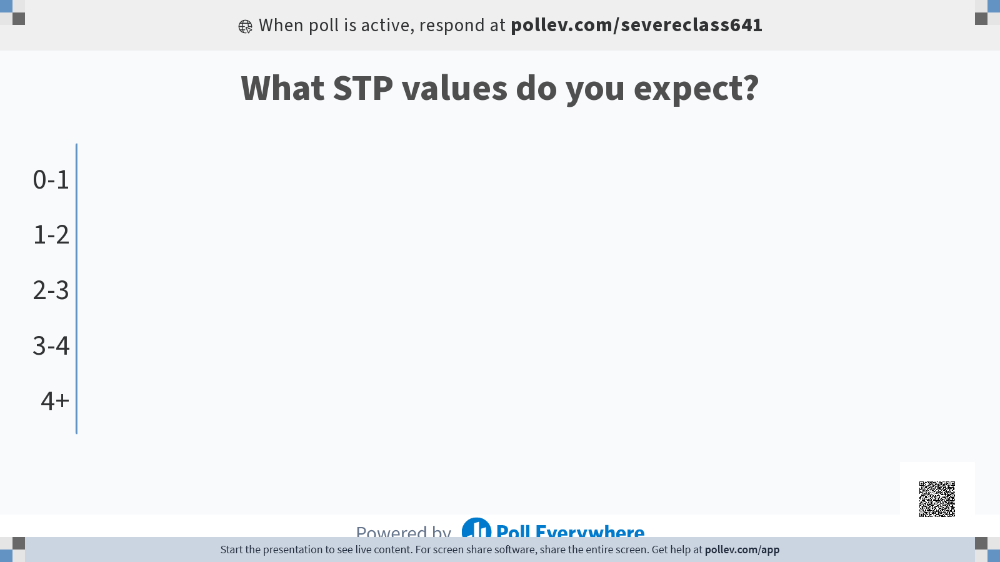 When poll is active, respond at pollev.com/severeclass641
What STP values do you expect?
0-1
1-2
2-3
3-4
4+
Powered by Poll Everywhere
Start the presentation to see live content. For screen share software, share the entire screen. Get help at pollev.com/app